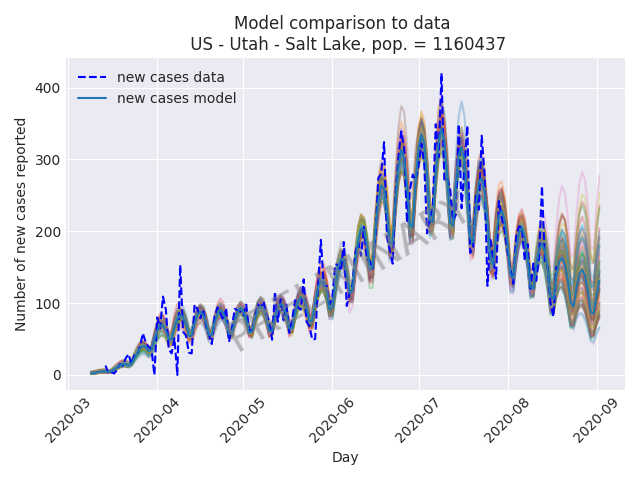 Model comparison to data
US - Utah - Salt Lake, pop. = 1160437
new cases data
new cases model
PRELIMINARY
Number of new cases reported
400
300
200
100
0
2020-03
2020-04
2020-05
2020-06
2020-07
2020-08
2020-09
Day